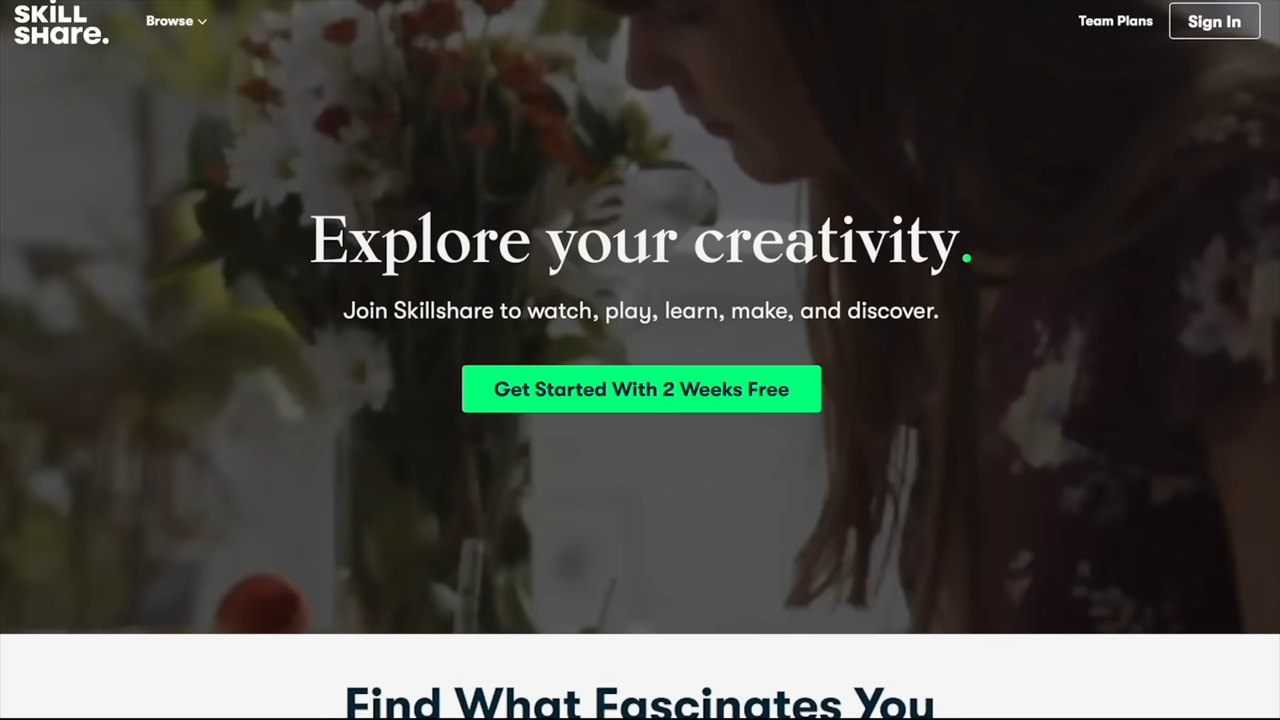 SKILL
SHare.
Browse
Team Plans
Sign In
Explore your creativity.
Join Skillshare to watch, play, learn, make, and discover.
Get Started With 2 Weeks Free
Find What Fascinates You